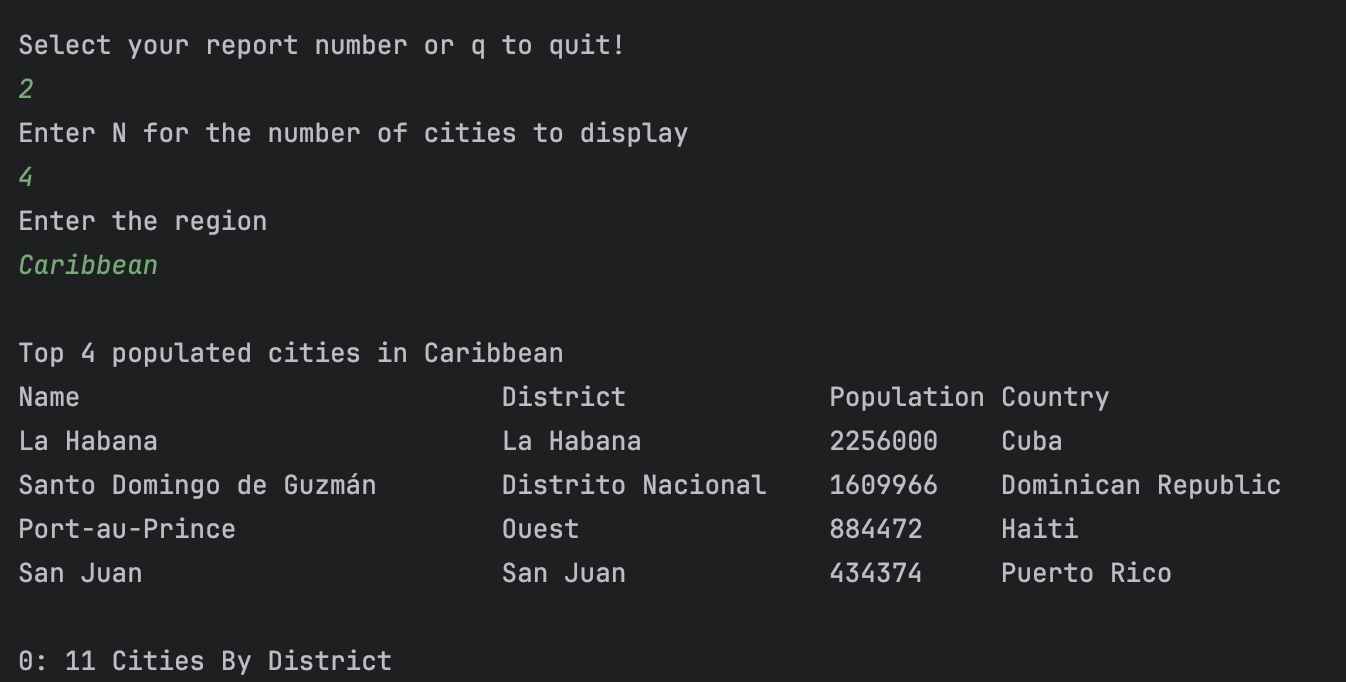 Select your report number or q to quit!
2
Enter N for the number of cities to display
4
Enter the region
Caribbean
Top 4 populated cities in Caribbean
Name District Population Country
La Habana La Habana 2256000 Cuba
Santo Domingo de Guzmán Distrito Nacional 1609966 Dominican Republic
Port-au-Prince Ouest 884472 Haiti
San Juan San Juan 434374 Puerto Rico
0: 11 Cities By District